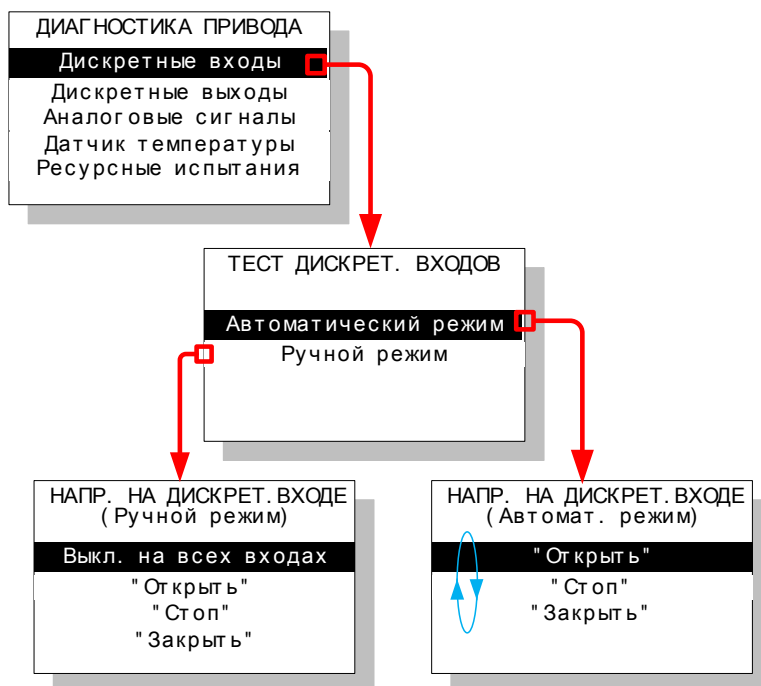 ДИАГНОСТИКА ПРИВОДА
Дискретные входы
Дискретные выходы
Аналоговые сигналы
Датчик температуры
Ресурсные испытания
ТЕСТ ДИСКРЕТ. ВХОДОВ
Автоматический режим
Ручной режим
НАПР. НА ДИСКРЕТ.ВХОДЕ
(Ручной режим)
Выкл. на всех входах
"Открыть"
"Стоп"
"Закрыть"
НАПР. НА ДИСКРЕТ.ВХОДЕ
(Автомат. режим)
"Открыть"
"Стоп"
"Закрыть"